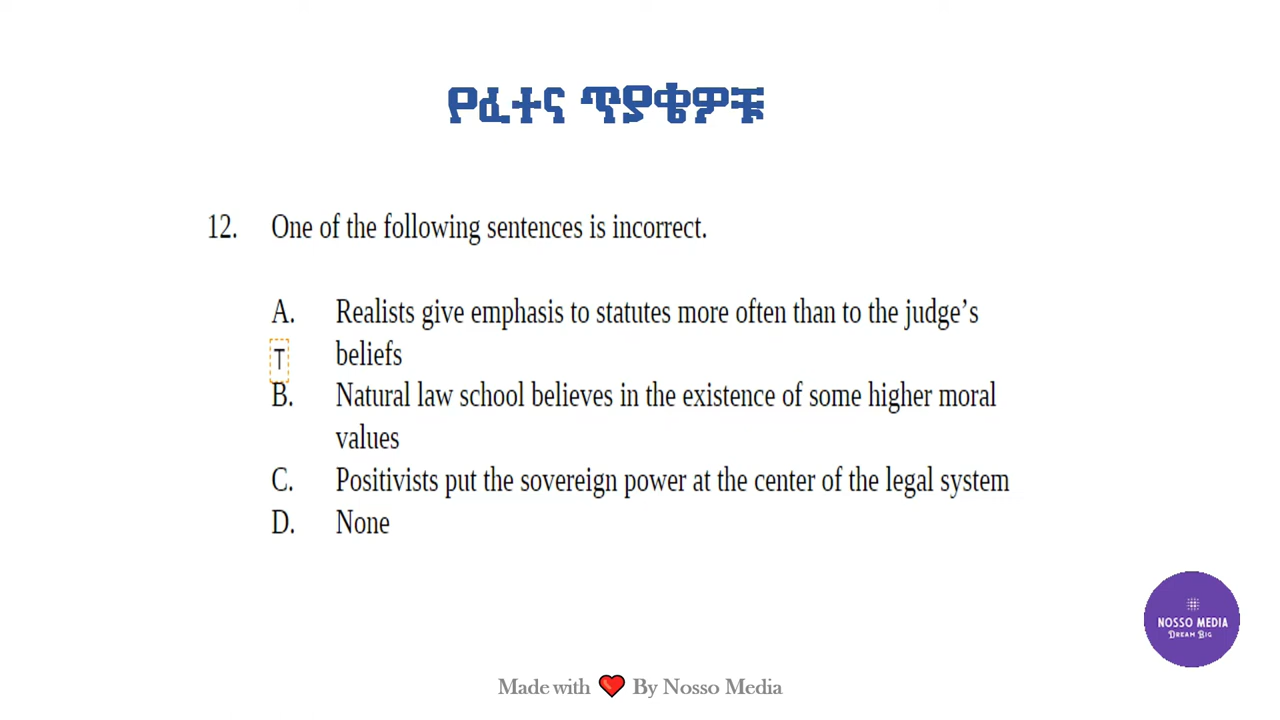 የፈተና ጥያቄዎቹ
12. One of the following sentences is incorrect.
A. Realists give emphasis to statutes more often than to the judge’s
beliefs
T
B. Natural law school believes in the existence of some higher moral
values
C. Positivists put the sovereign power at the center of the legal system
D. None
NOSSO MEDIA
DREAM BIG
Made with ❤ By Nosso Media